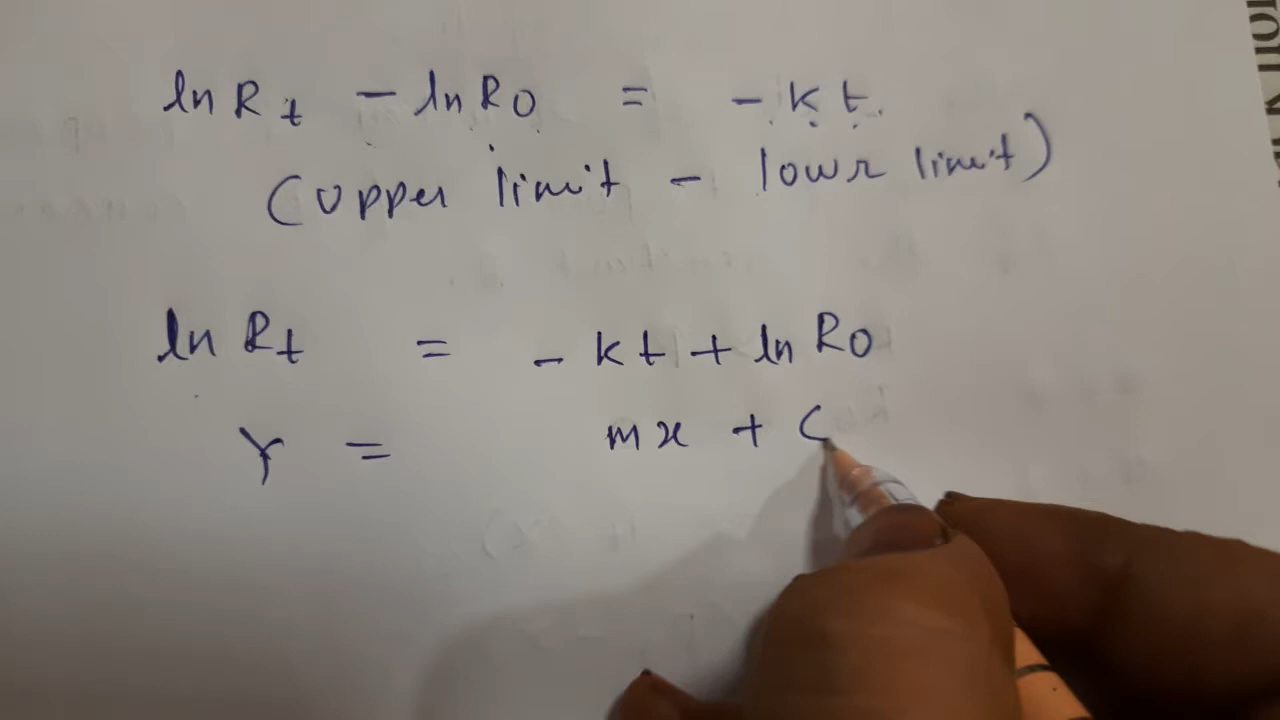 ln Rt - ln R0 = - kt.
(Upper limit - lowr limit)
ln Rt = - kt + ln R0
Y = mx + C